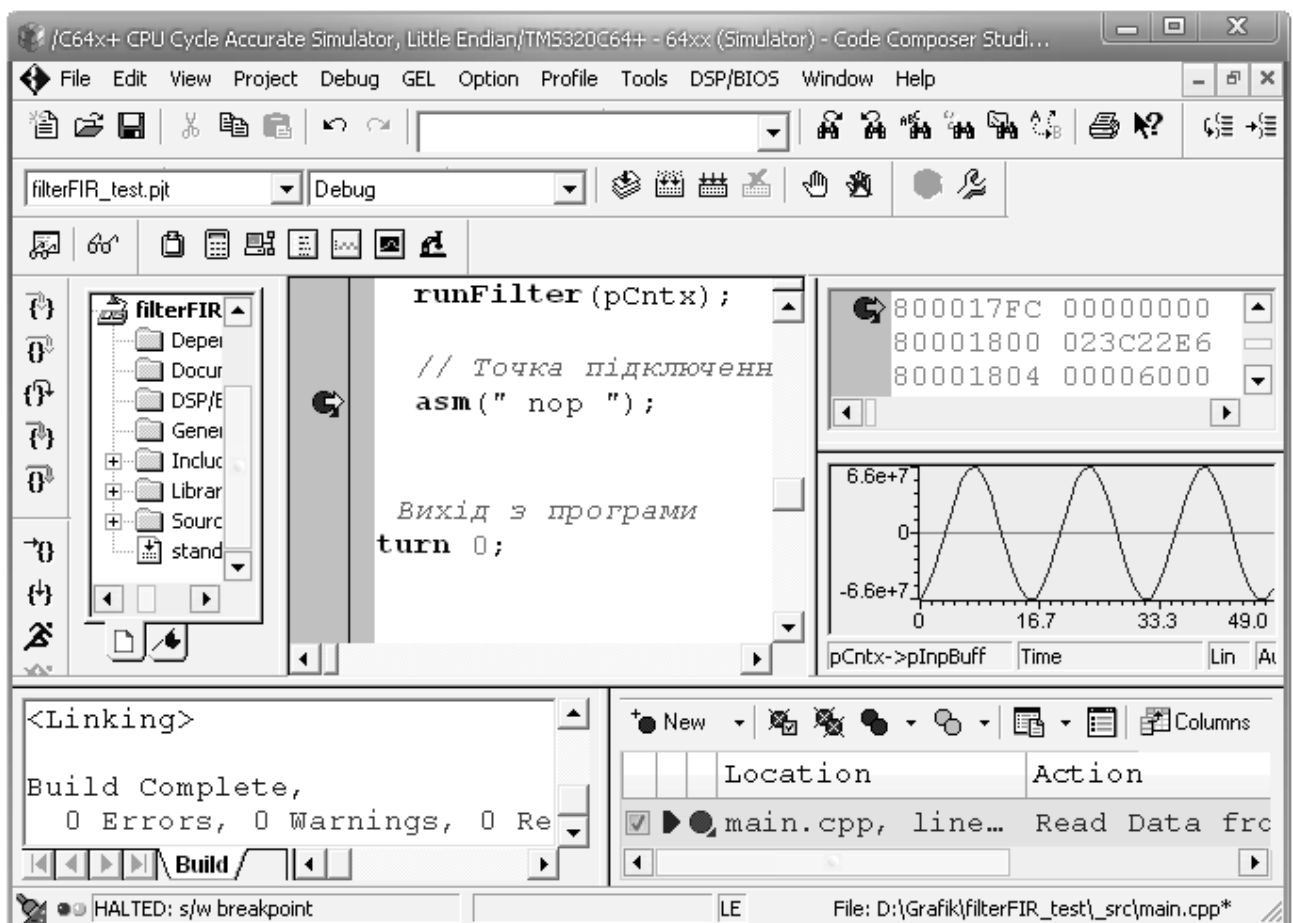 /C64x+ CPU Cycle Accurate Simulator, Little Endian/TMS320C64+ - 64xx (Simulator) - Code Composer Studi...
File Edit View Project Debug GEL Option Profile Tools DSP/BIOS Window Help
filterFIR_test.pjt Debug
filterFIR
Depe
Docur
DSP/E
Gener
Includ
Librar
Sourc
stand
runFilter(pCntx);
// Точка підключенн
asm(" nop ");
Вихід з програми
turn 0;
800017FC 00000000
80001800 023C22E6
80001804 00006000
6.6e+7
0
-6.6e+7
0 16.7 33.3 49.0
pCntx->pInpBuff Time Lin Au
<Linking>
Build Complete,
0 Errors, 0 Warnings, 0 Re
Build
New Columns
Location Action
main.cpp, line... Read Data fro
HALTED: s/w breakpoint LE File: D:\Grafik\filterFIR_test\_src\main.cpp*